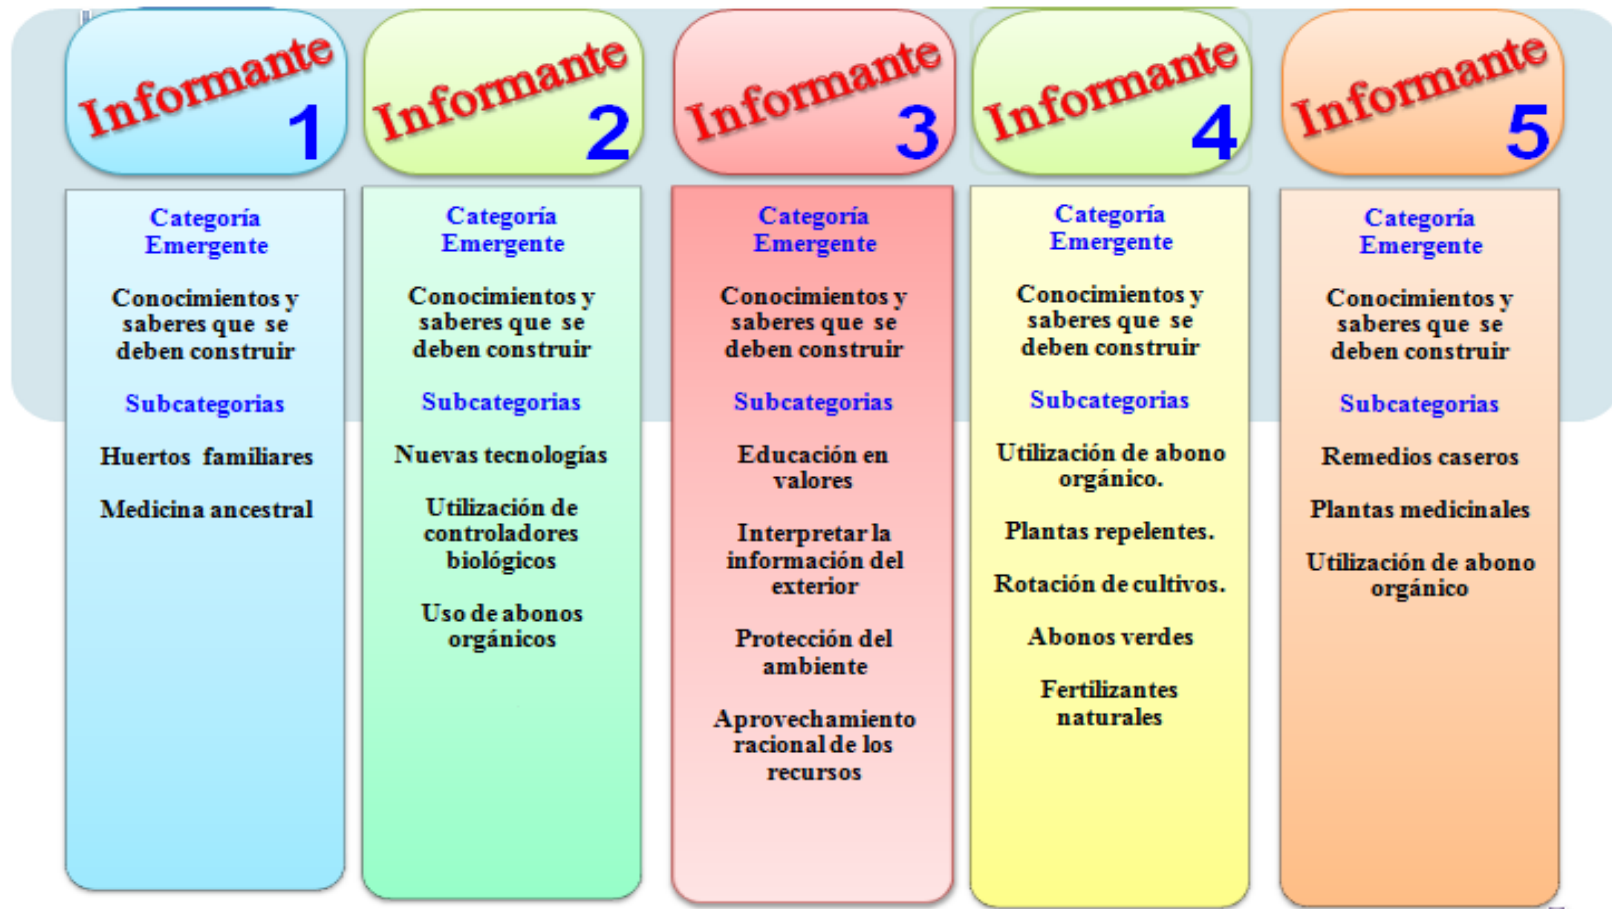 Informante
1
Categoría
Emergente
Conocimientos y
saberes que se
deben construir
Subcategorias
Huertos familiares
Medicina ancestral
Informante
2
Categoría
Emergente
Conocimientos y
saberes que se
deben construir
Subcategorias
Nuevas tecnologías
Utilización de
controladores
biológicos
Uso de abonos
orgánicos
Informante
3
Categoría
Emergente
Conocimientos y
saberes que se
deben construir
Subcategorias
Educación en
valores
Interpretar la
información del
exterior
Protección del
ambiente
Aprovechamiento
racional de los
recursos
Informante
4
Categoría
Emergente
Conocimientos y
saberes que se
deben construir
Subcategorias
Utilización de abono
orgánico.
Plantas repelentes.
Rotación de cultivos.
Abonos verdes
Fertilizantes
naturales
Informante
5
Categoría
Emergente
Conocimientos y
saberes que se
deben construir
Subcategorias
Remedios caseros
Plantas medicinales
Utilización de abono
orgánico